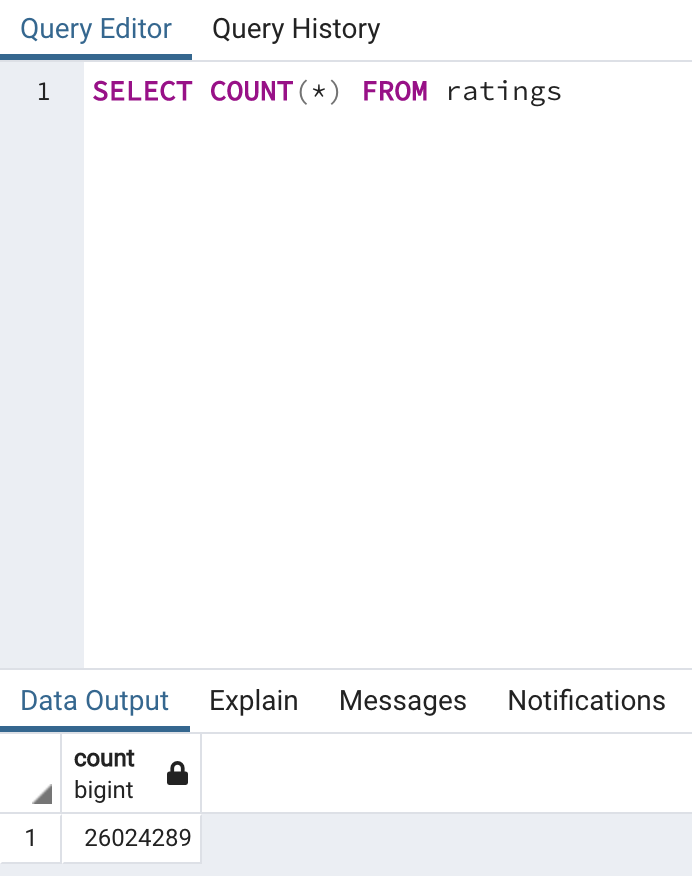 Query Editor Query History
1 SELECT COUNT(*) FROM ratings
Data Output Explain Messages Notifications
count
bigint
1 26024289